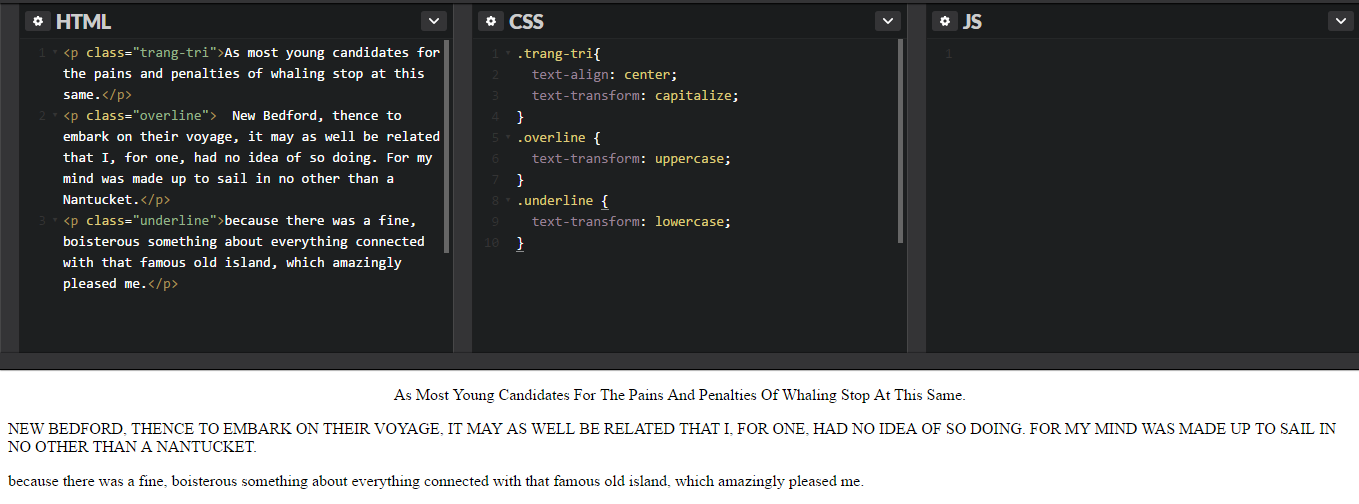 HTML
1 <p class="trang-tri">As most young candidates for
the pains and penalties of whaling stop at this
same.</p>
2 <p class="overline">  New Bedford, thence to
embark on their voyage, it may as well be related
that I, for one, had no idea of so doing. For my
mind was made up to sail in no other than a
Nantucket.</p>
3 <p class="underline">because there was a fine,
boisterous something about everything connected
with that famous old island, which amazingly
pleased me.</p>
CSS
1 .trang-tri{
2 text-align: center;
3 text-transform: capitalize;
4 }
5 .overline {
6 text-transform: uppercase;
7 }
8 .underline {
9 text-transform: lowercase;
10 }
JS
1
As Most Young Candidates For The Pains And Penalties Of Whaling Stop At This Same.
NEW BEDFORD, THENCE TO EMBARK ON THEIR VOYAGE, IT MAY AS WELL BE RELATED THAT I, FOR ONE, HAD NO IDEA OF SO DOING. FOR MY MIND WAS MADE UP TO SAIL IN
NO OTHER THAN A NANTUCKET.
because there was a fine, boisterous something about everything connected with that famous old island, which amazingly pleased me.